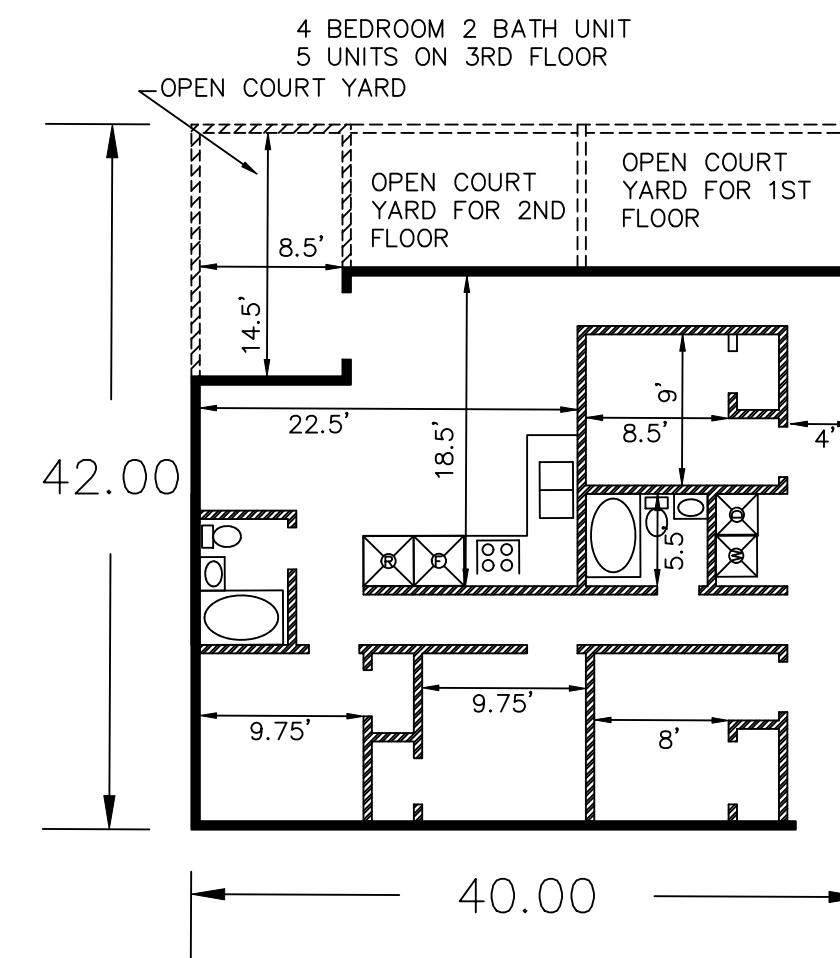 4 BEDROOM 2 BATH UNIT
5 UNITS ON 3RD FLOOR
OPEN COURT YARD
OPEN COURT
YARD FOR 2ND
FLOOR
OPEN COURT
YARD FOR 1ST
FLOOR
8.5'
14.5'
22.5'
18.5'
9'
8.5'
4'
42.00
5.5'
D
W
R
F
9.75'
9.75'
8'
40.00